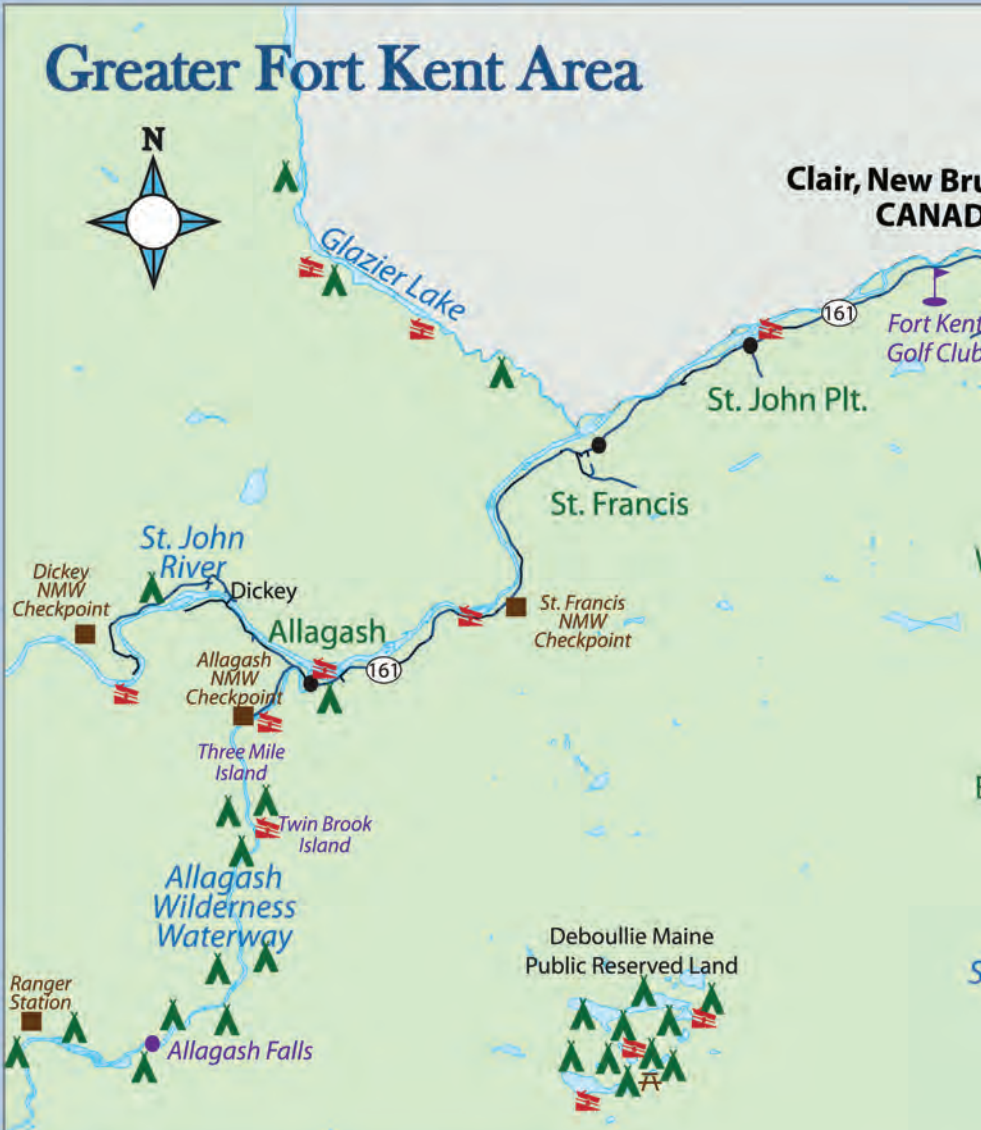 Greater Fort Kent Area
N
Clair, New Bru
CANAD
Glazier Lake
161
Fort Kent
Golf Club
St. John Plt.
St. Francis
St. John
River
Dickey
NMW
Checkpoint
Dickey
Allagash
St. Francis
NMW
Checkpoint
161
Allagash
NMW
Checkpoint
Three Mile
Island
Twin Brook
Island
Allagash
Wilderness
Waterway
Deboullie Maine
Public Reserved Land
Ranger
Station
Allagash Falls
S